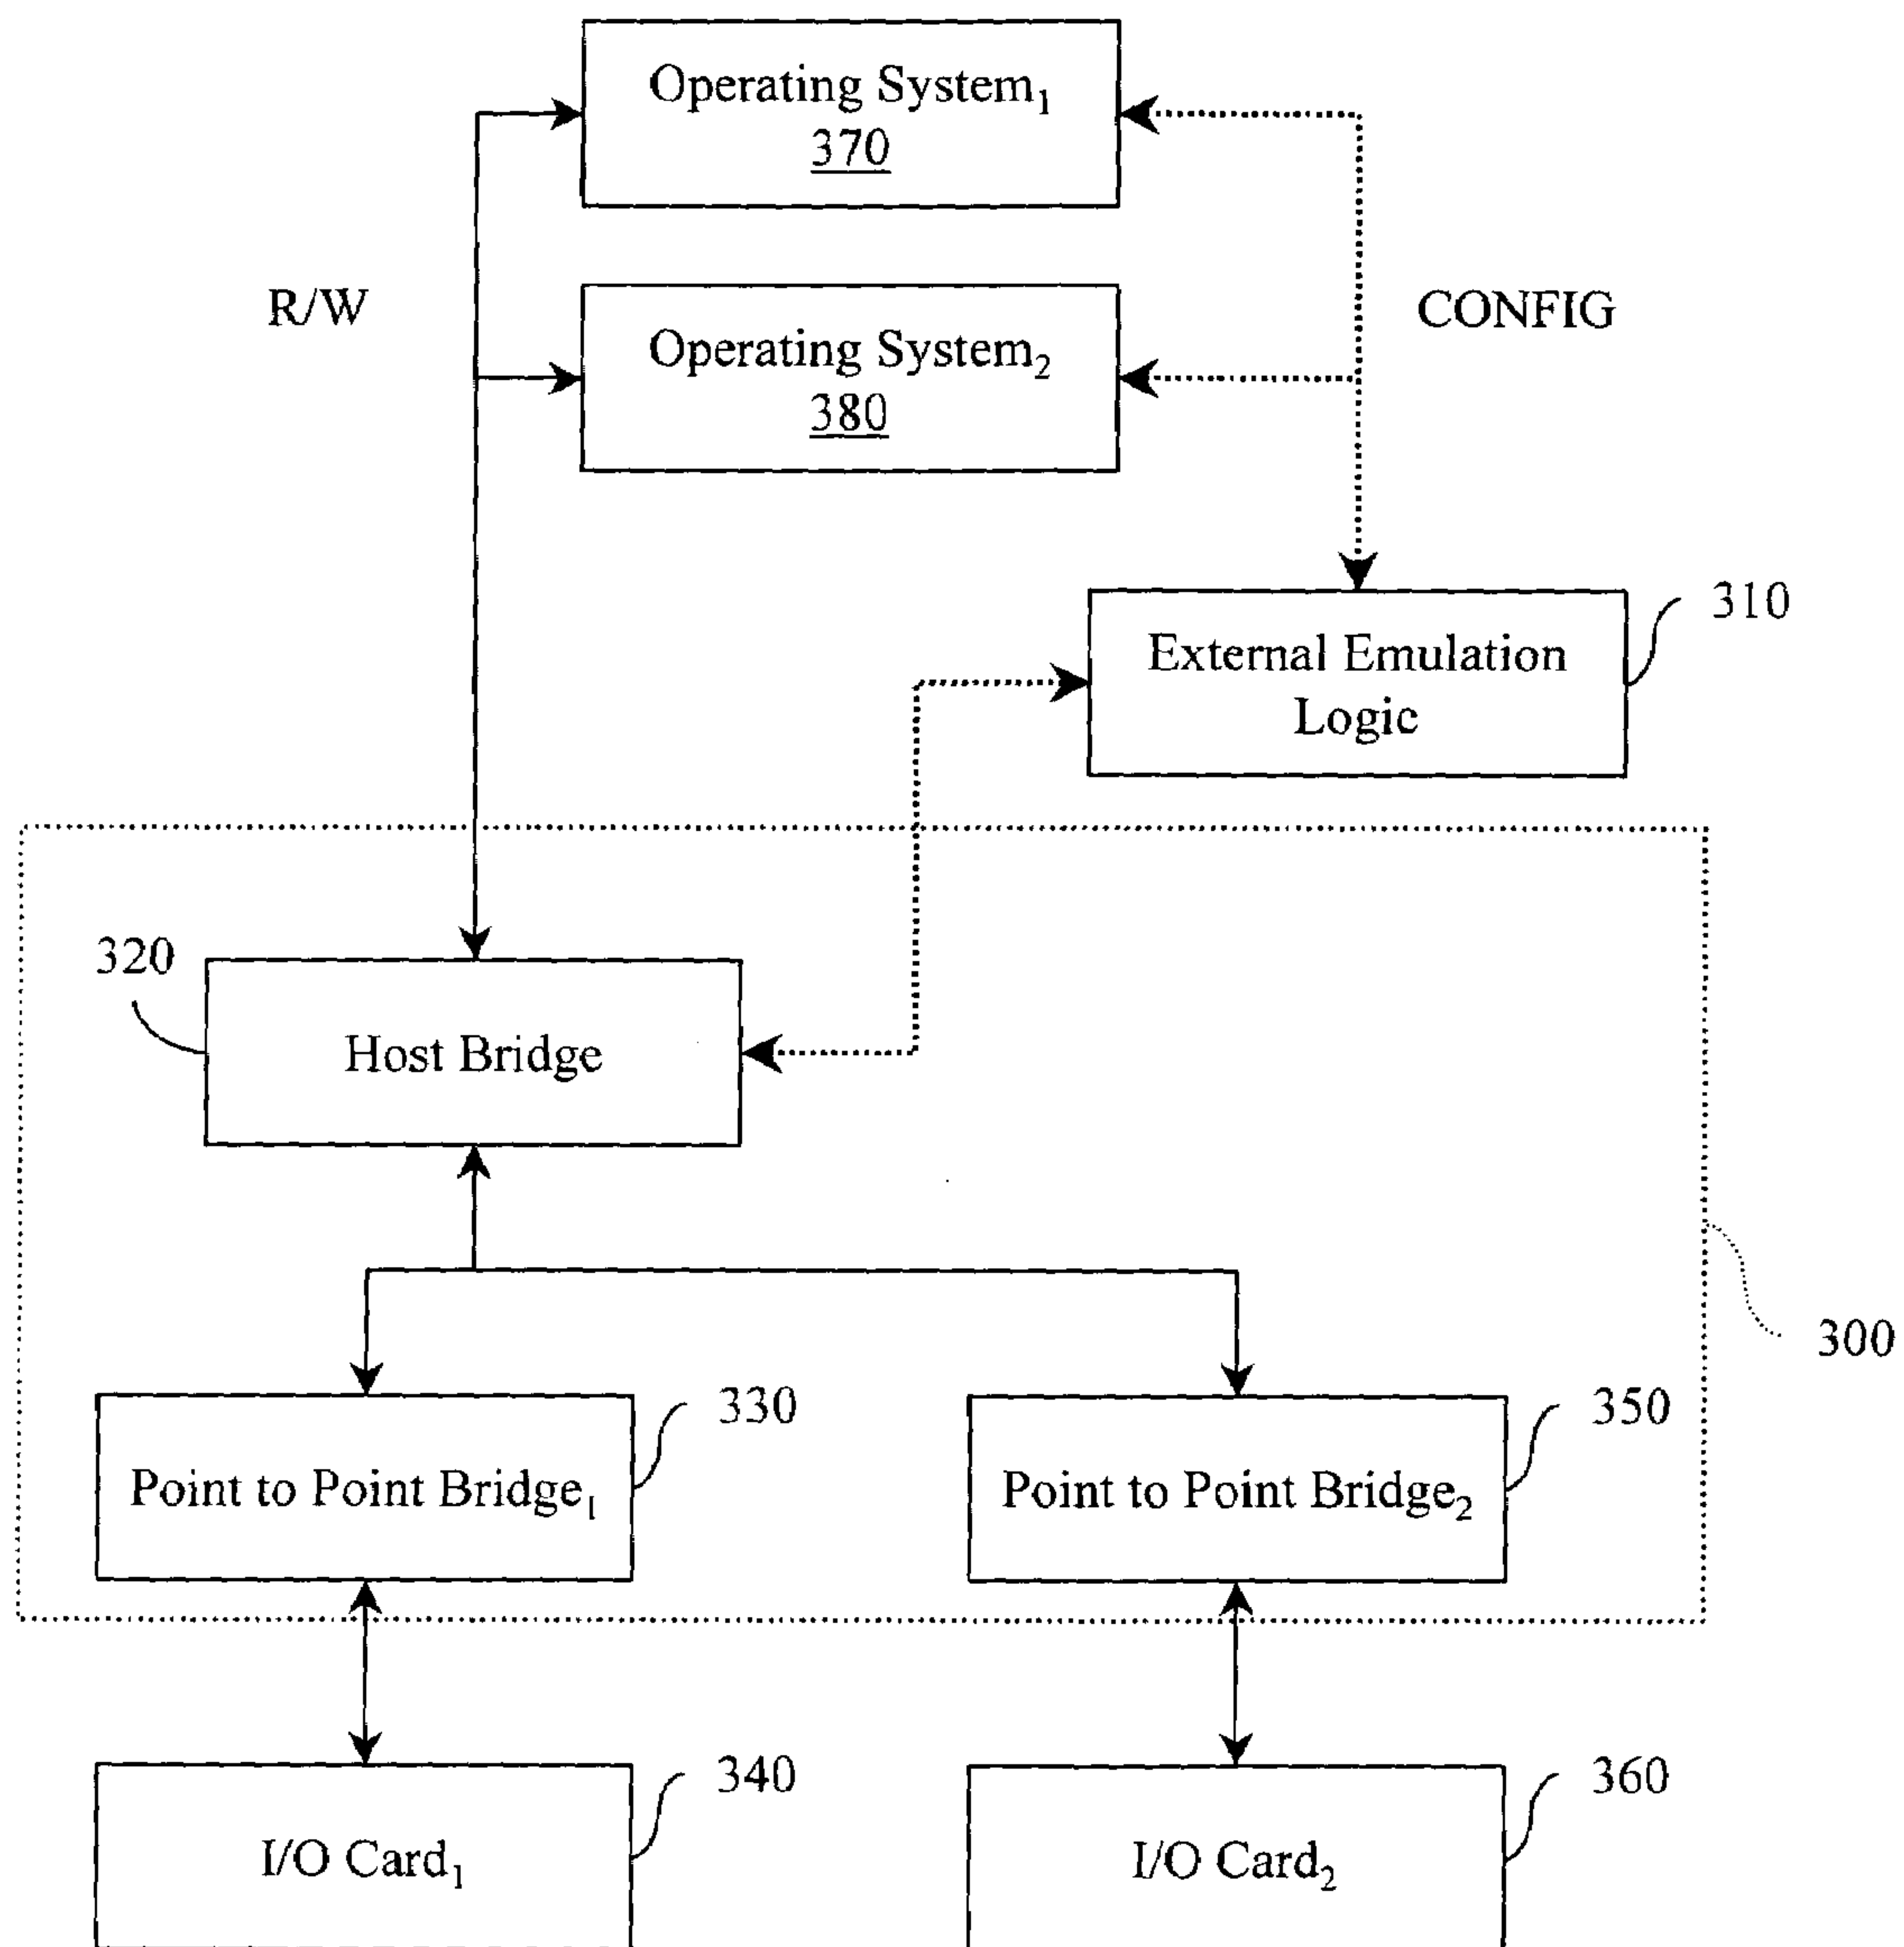 Operating System₁
370
R/W
CONFIG
Operating System₂
380
310
External Emulation
Logic
320
Host Bridge
300
330
350
Point to Point Bridge₁
Point to Point Bridge₂
340
360
I/O Card₁
I/O Card₂